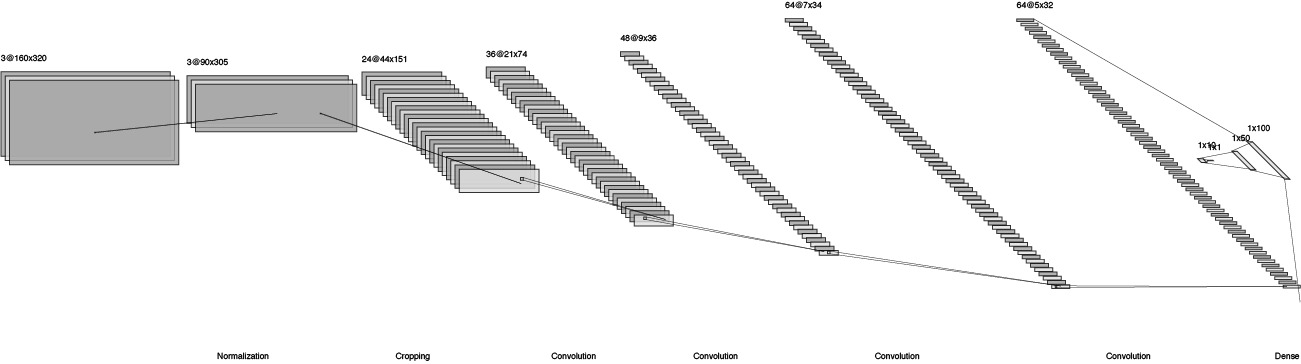 3@160x320
3@90x305
24@44x151
36@21x74
48@9x36
64@7x34
64@5x32
1x100
1x50
1x10
1x1
Normalization
Cropping
Convolution
Convolution
Convolution
Convolution
Dense